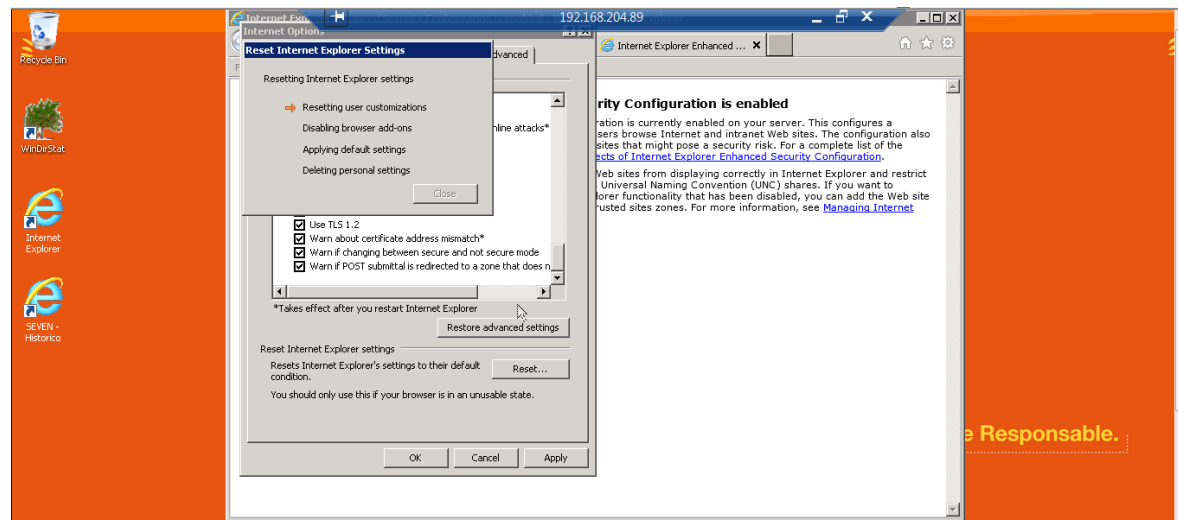 Recycle Bin
WinDirStat
Internet
Explorer
SEVEN -
Historico
192.168.204.89
Internet Options
Reset Internet Explorer Settings
Resetting Internet Explorer settings
Resetting user customizations
Disabling browser add-ons
Applying default settings
Deleting personal settings
Close
dvanced
nline attacks*
Use TLS 1.2
Warn about certificate address mismatch*
Warn if changing between secure and not secure mode
Warn if POST submittal is redirected to a zone that does n
*Takes effect after you restart Internet Explorer
Restore advanced settings
Reset Internet Explorer settings
Resets Internet Explorer's settings to their default
condition.
Reset...
You should only use this if your browser is in an unusable state.
OK
Cancel
Apply
Internet Explorer Enhanced ...
rity Configuration is enabled
ration is currently enabled on your server. This configures a
sers browse Internet and intranet Web sites. The configuration also
sites that might pose a security risk. For a complete list of the
ects of Internet Explorer Enhanced Security Configuration.
Web sites from displaying correctly in Internet Explorer and restrict
Universal Naming Convention (UNC) shares. If you want to
lorer functionality that has been disabled, you can add the Web site
rusted sites zones. For more information, see Managing Internet
e Responsable.